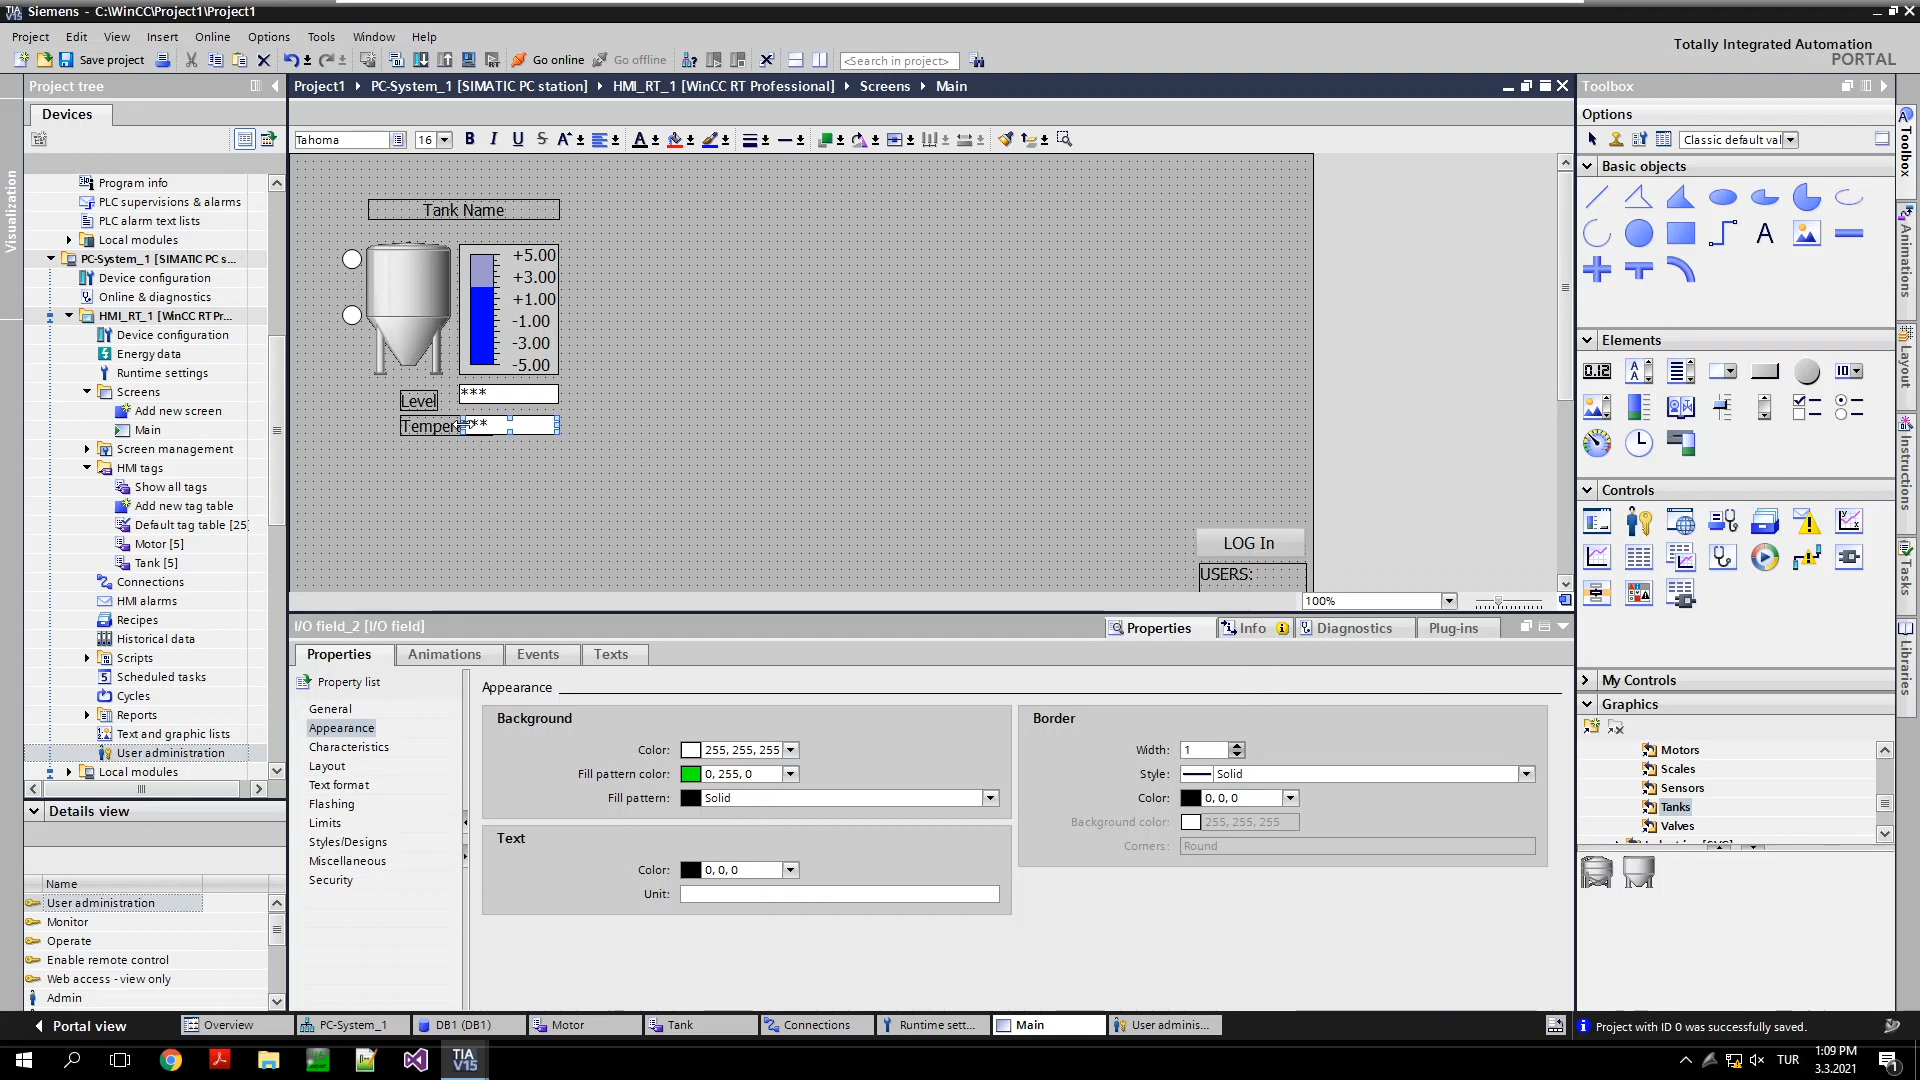 Siemens - C:\WinCC\Project1\Project1
Project Edit View Insert Online Options Tools Window Help
Totally Integrated Automation
PORTAL
Save project
Go online
Go offline
<Search in project>
Project tree
Devices
Visualization
Program info
PLC supervisions & alarms
PLC alarm text lists
Local modules
PC-System_1 [SIMATIC PC s...
Device configuration
Online & diagnostics
HMI_RT_1 [WinCC RT Pr...
Device configuration
Energy data
Runtime settings
Screens
Add new screen
Main
Screen management
HMI tags
Show all tags
Add new tag table
Default tag table [25]
Motor [5]
Tank [5]
Connections
HMI alarms
Recipes
Historical data
Scripts
Scheduled tasks
Cycles
Reports
Text and graphic lists
User administration
Local modules
Details view
Name
User administration
Monitor
Operate
Enable remote control
Web access - view only
Admin
Project1 PC-System_1 [SIMATIC PC station] HMI_RT_1 [WinCC RT Professional] Screens Main
Tahoma 16 B I U S
Tank Name
+5.00
+3.00
+1.00
-1.00
-3.00
-5.00
Level
***
Temper
**
LOG In
USERS:
100%
I/O field_2 [I/O field]
Properties Info Diagnostics Plug-ins
Properties Animations Events Texts
Property list
General
Appearance
Characteristics
Layout
Text format
Flashing
Limits
Styles/Designs
Miscellaneous
Security
Appearance
Background
Color: 255, 255, 255
Fill pattern color: 0, 255, 0
Fill pattern: Solid
Text
Color: 0, 0, 0
Unit:
Border
Width: 1
Style: Solid
Color: 0, 0, 0
Background color: 255, 255, 255
Corners: Round
Toolbox
Options
Classic default val
Basic objects
Elements
0.12
10
Controls
My Controls
Graphics
Motors
Scales
Sensors
Tanks
Valves
Toolbox
Animations
Layout
Instructions
Tasks
Libraries
Portal view
Overview
PC-System_1
DB1 (DB1)
Motor
Tank
Connections
Runtime sett...
Main
User adminis...
Project with ID 0 was successfully saved.
TIA
V15
TUR
1:09 PM
3.3.2021
1